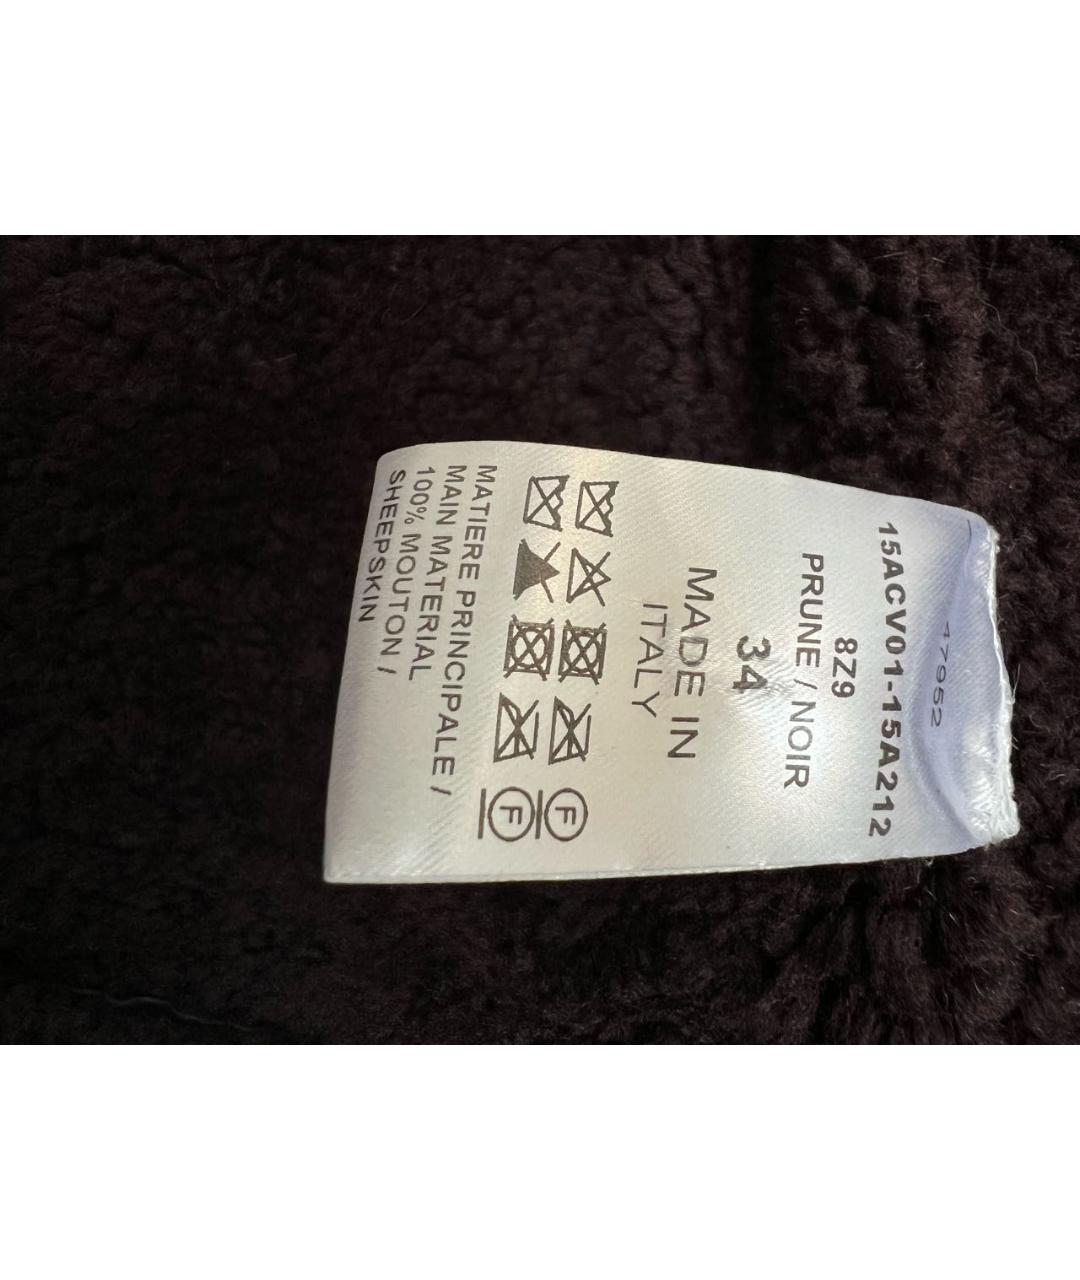 47952
15ACV01-15A212
8Z9
PRUNE / NOIR
34
MADE IN
ITALY
F
F
MATIERE PRINCIPALE /
MAIN MATERIAL
100% MOUTON /
SHEEPSKIN